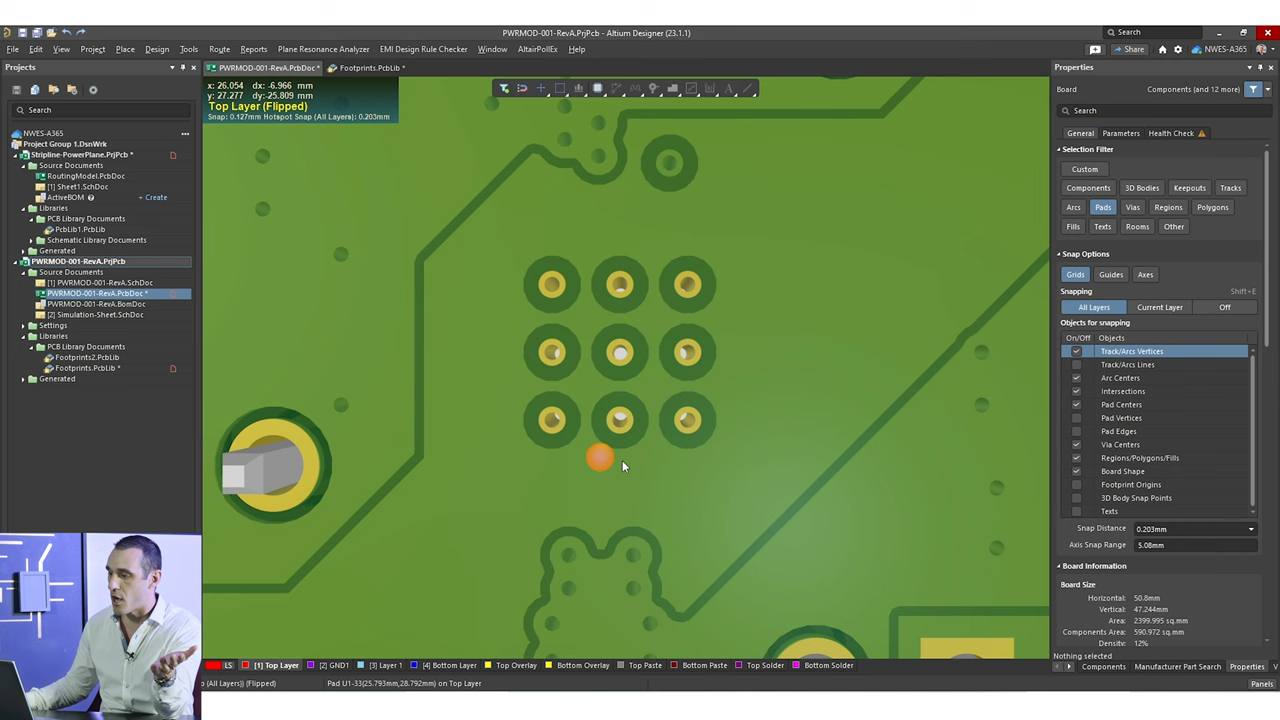 PWRMOD-001-RevA.PrjPcb - Altium Designer (23.1.1)
Search
File Edit View Project Place Design Tools Route Reports Plane Resonance Analyzer EMI Design Rule Checker Window AltairPollEx Help
Share
NWES-A365
Projects
PWRMOD-001-RevA.PcbDoc *
Footprints.PcbLib *
Properties
Board
Components (and 12 more)
x: 26.054 dx: -6.966 mm
y: 27.277 dy:-25.809 mm
Top Layer (Flipped)
Snap: 0.127mm Hotspot Snap (All Layers): 0.203mm
Search
NWES-A365
Project Group 1.DsnWrk
Stripline-PowerPlane.PrjPcb *
Source Documents
RoutingModel.PcbDoc
[1] Sheet1.SchDoc
ActiveBOM
+ Create
Libraries
PCB Library Documents
PcbLib1.PcbLib
Schematic Library Documents
Generated
PWRMOD-001-RevA.PrjPcb
Source Documents
[1] PWRMOD-001-RevA.SchDoc
PWRMOD-001-RevA.PcbDoc *
PWRMOD-001-RevA.BomDoc
[2] Simulation-Sheet.SchDoc
Settings
Libraries
PCB Library Documents
Footprints2.PcbLib
Footprints.PcbLib *
Generated
Search
General Parameters Health Check
Selection Filter
Custom
Components 3D Bodies Keepouts Tracks
Arcs Pads Vias Regions Polygons
Fills Texts Rooms Other
Snap Options
Grids Guides Axes
Snapping
Shift+E
All Layers Current Layer Off
Objects for snapping
On/Off Objects
Track/Arcs Vertices
Track/Arcs Lines
Arc Centers
Intersections
Pad Centers
Pad Vertices
Pad Edges
Via Centers
Regions/Polygons/Fills
Board Shape
Footprint Origins
3D Body Snap Points
Texts
Snap Distance 0.203mm
Axis Snap Range 5.08mm
Board Information
Board Size
Horizontal: 50.8mm
Vertical: 47.244mm
Area: 2399.995 sq.mm
Components Area: 590.972 sq.mm
Density: 12%
Nothing selected
LS [1] Top Layer [2] GND1 [3] Layer 1 [4] Bottom Layer Top Overlay Bottom Overlay Top Paste Bottom Paste Top Solder Bottom Solder
Components Manufacturer Part Search Properties
(All Layers)) (Flipped)
Pad U1-33(25.793mm,28.792mm) on Top Layer
Panels